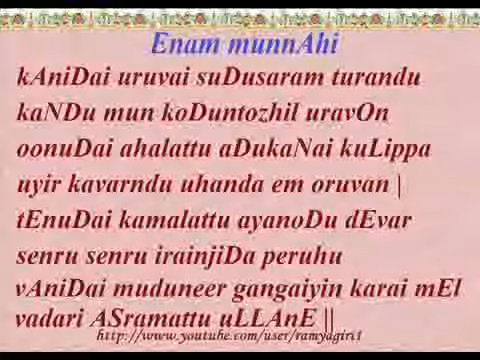 Enam munnAhi
kAniDai uruvai suDusaram turandu
kaNDu mun koDuntozhil uravOn
oonuDai ahalattu aDukaNai kuLippa
uyir kavarndu uhanda em oruvan |
tEnuDai kamalattu ayanoDu dEvar
senru senru irainjiDa peruhu
vAniDai muduneer gangaiyin karai mEl
vadari ASramattu uLLAnE ||
http://www.youtube.com/user/ramyagiri1